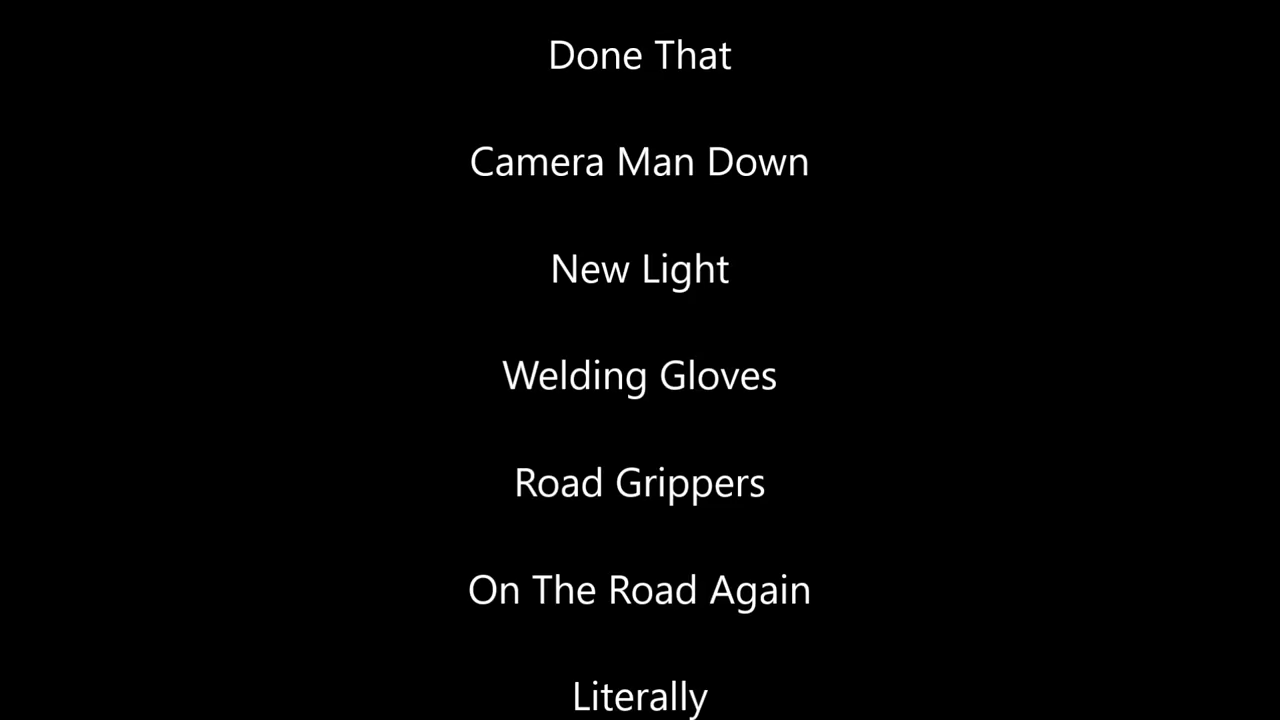 Done That
Camera Man Down
New Light
Welding Gloves
Road Grippers
On The Road Again
Literally